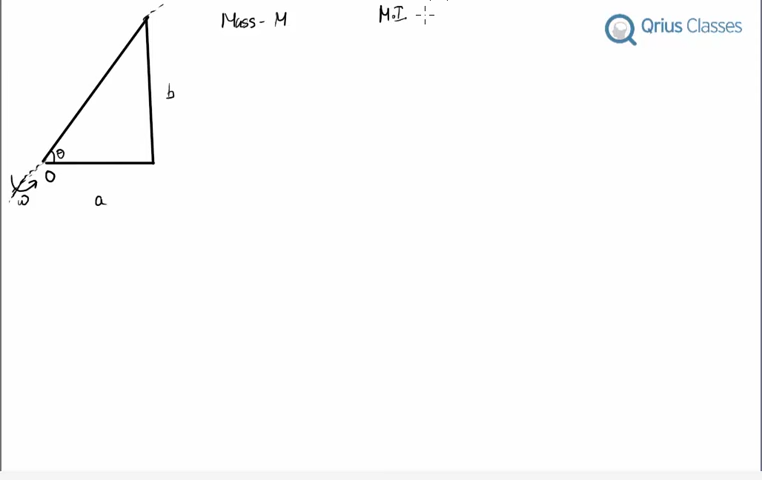 Mass - M
M.I
Qrius Classes
b
θ
O
ω
a